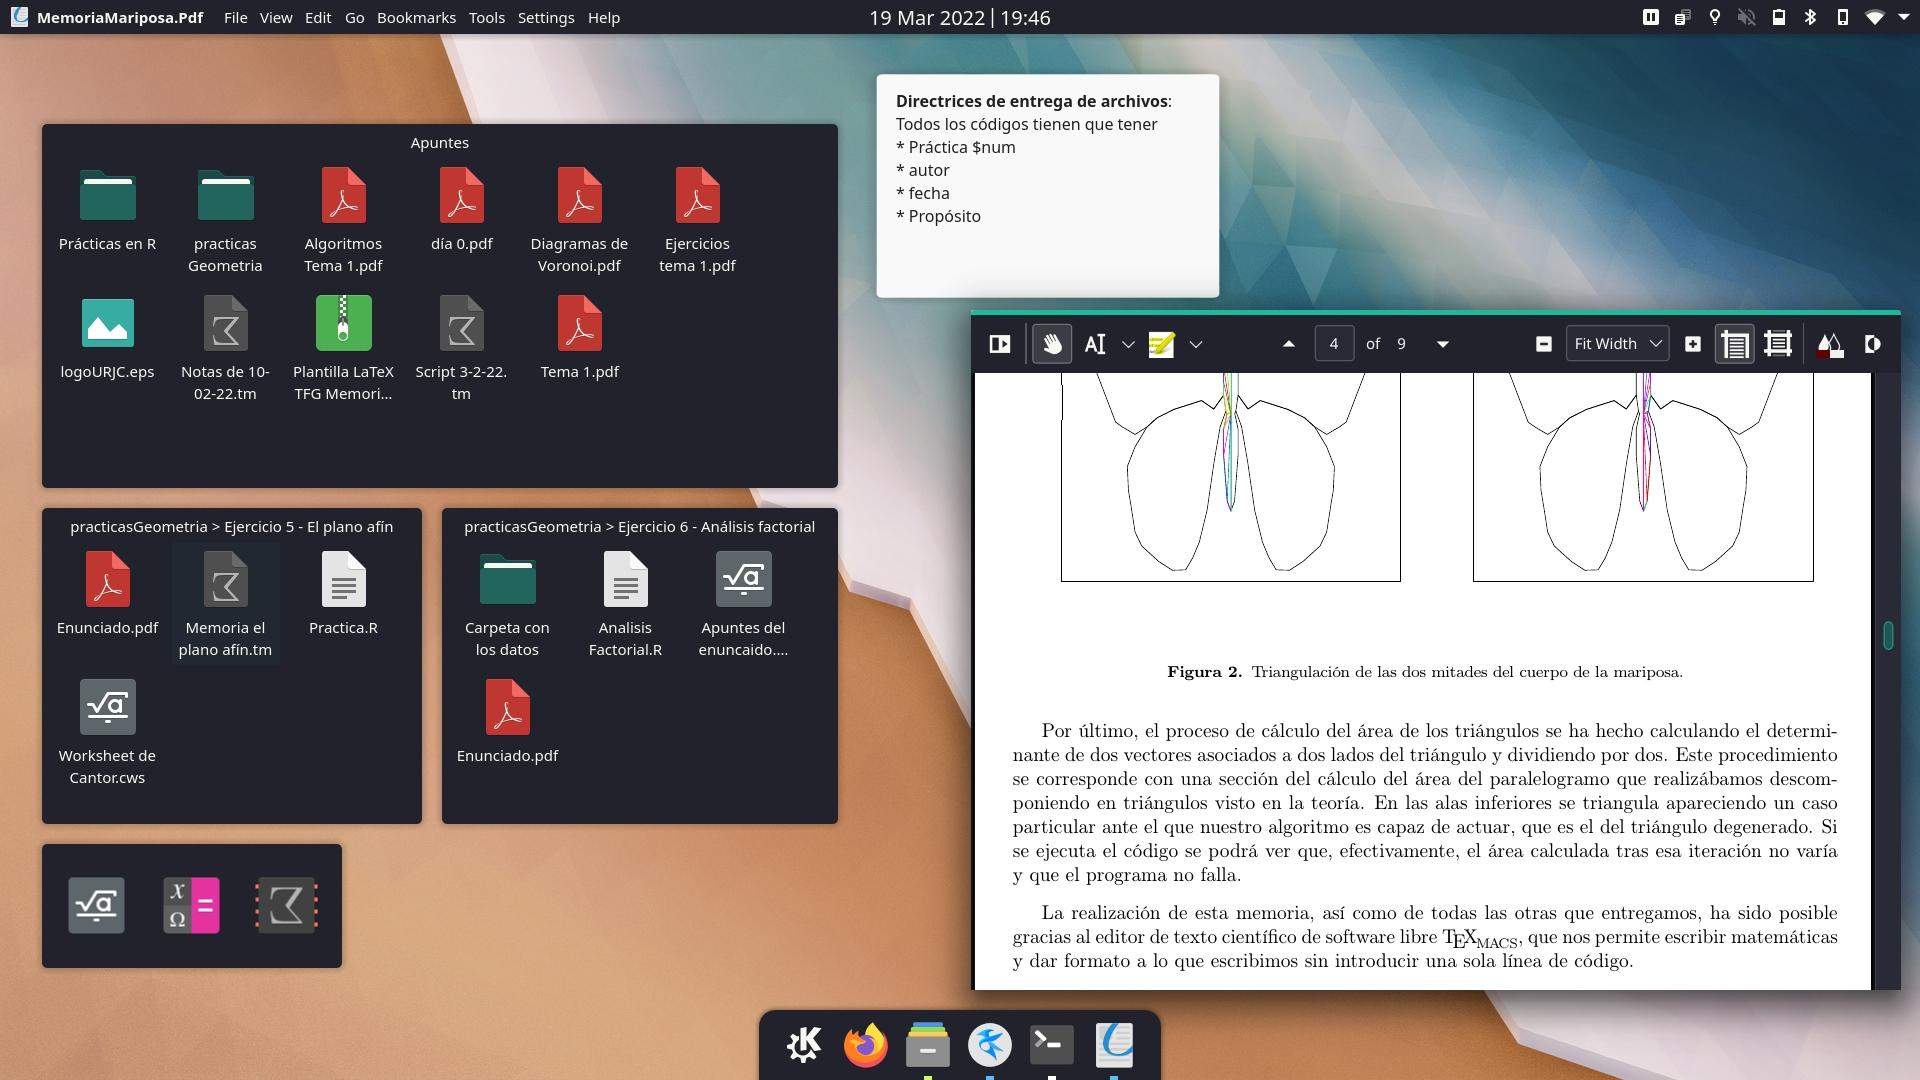 MemoriaMariposa.Pdf File View Edit Go Bookmarks Tools Settings Help
19 Mar 2022 | 19:46
Apuntes
Prácticas en R
practicas
Geometria
Algoritmos
Tema 1.pdf
día 0.pdf
Diagramas de
Voronoi.pdf
Ejercicios
tema 1.pdf
logoURJC.eps
Notas de 10-
02-22.tm
Plantilla LaTeX
TFG Memori...
Script 3-2-22.
tm
Tema 1.pdf
practicasGeometria > Ejercicio 5 - El plano afín
Enunciado.pdf
Memoria el
plano afín.tm
Practica.R
Worksheet de
Cantor.cws
practicasGeometria > Ejercicio 6 - Análisis factorial
Carpeta con
los datos
Analisis
Factorial.R
Apuntes del
enuncaido....
Enunciado.pdf
√a
X
Ω
=
Directrices de entrega de archivos:
Todos los códigos tienen que tener
* Práctica $num
* autor
* fecha
* Propósito
4 of 9
Fit Width
Figura 2. Triangulación de las dos mitades del cuerpo de la mariposa.
Por último, el proceso de cálculo del área de los triángulos se ha hecho calculando el determi-
nante de dos vectores asociados a dos lados del triángulo y dividiendo por dos. Este procedimiento
se corresponde con una sección del cálculo del área del paralelogramo que realizábamos descom-
poniendo en triángulos visto en la teoría. En las alas inferiores se triangula apareciendo un caso
particular ante el que nuestro algoritmo es capaz de actuar, que es el del triángulo degenerado. Si
se ejecuta el código se podrá ver que, efectivamente, el área calculada tras esa iteración no varía
y que el programa no falla.
La realización de esta memoria, así como de todas las otras que entregamos, ha sido posible
gracias al editor de texto científico de software libre TEXMACS, que nos permite escribir matemáticas
y dar formato a lo que escribimos sin introducir una sola línea de código.